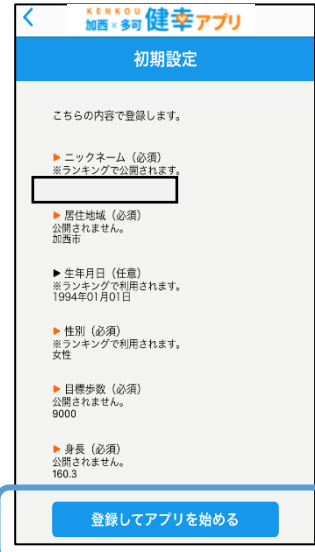 KENKOU
加西×多可 健幸アプリ
初期設定
こちらの内容で登録します。
▶ ニックネーム（必須）
※ランキングで公開されます。
▶ 居住地域（必須）
公開されません。
加西市
▶ 生年月日（任意）
※ランキングで利用されます。
1994年01月01日
▶ 性別（必須）
※ランキングで利用されます。
女性
▶ 目標歩数（必須）
公開されません。
9000
▶ 身長（必須）
公開されません。
160.3
登録してアプリを始める